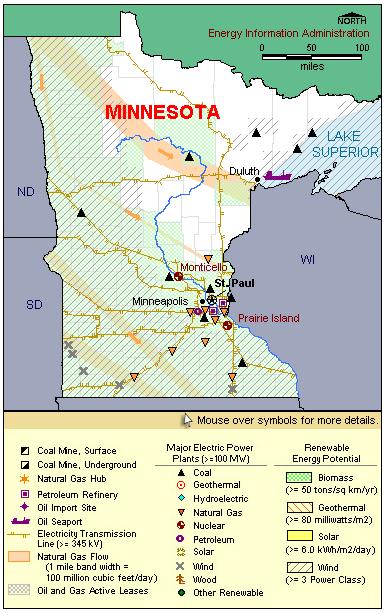 NORTH
Energy Information Administration
0 50 100
miles
MINNESOTA
LAKE
SUPERIOR
Duluth
ND
WI
Monticello
St. Paul
SD
Minneapolis
Prairie Island
Mouse over symbols for more details.
Coal Mine, Surface
Coal Mine, Underground
Natural Gas Hub
Petroleum Refinery
Oil Import Site
Oil Seaport
Electricity Transmission
Line (>= 345 kV)
Natural Gas Flow
(1 mile band width =
100 million cubic feet/day)
Oil and Gas Active Leases
Major Electric Power
Plants (>=100 MW)
Coal
Geothermal
Hydroelectric
Natural Gas
Nuclear
Petroleum
Solar
Wind
Wood
Other Renewable
Renewable
Energy Potential
Biomass
(>= 50 tons/sq km/yr)
Geothermal
(>= 80 milliwatts/m2)
Solar
(>= 6.0 kWh/m2/day)
Wind
(>= 3 Power Class)